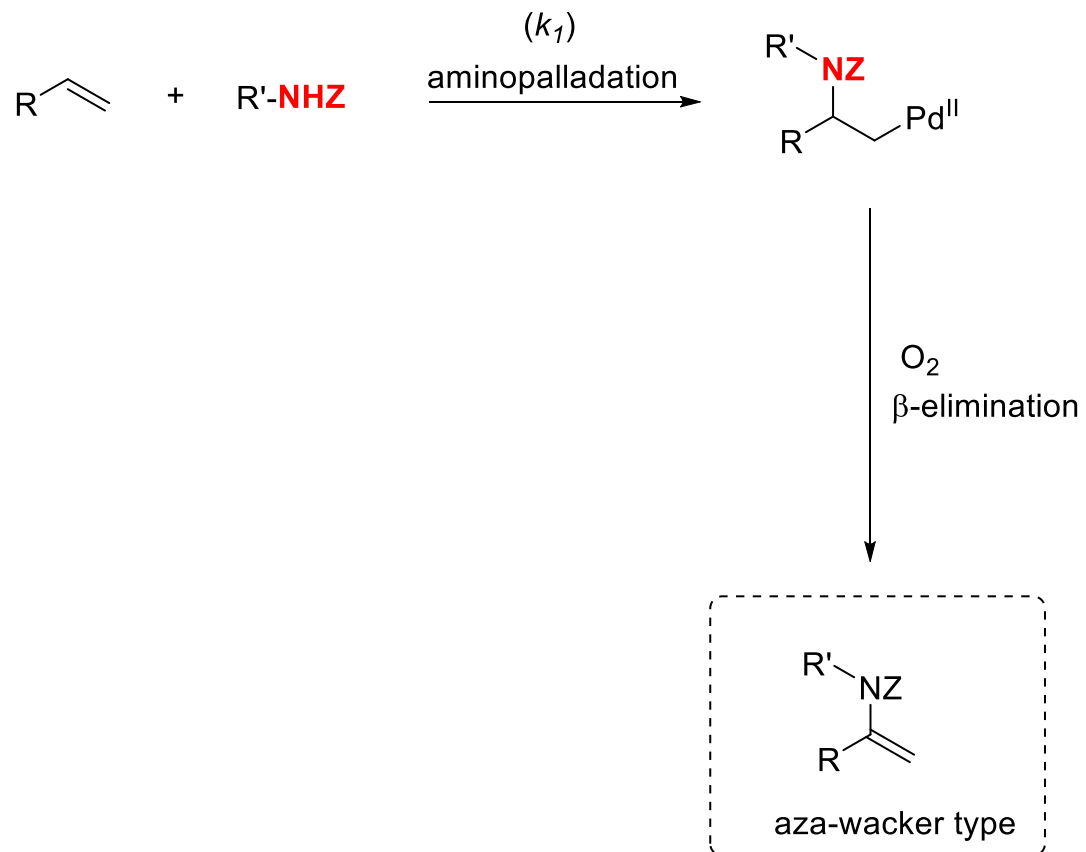 (k1)
R + R'-NHZ aminopalladation R' NZ R PdII
O2
β-elimination
R' NZ
R
aza-wacker type